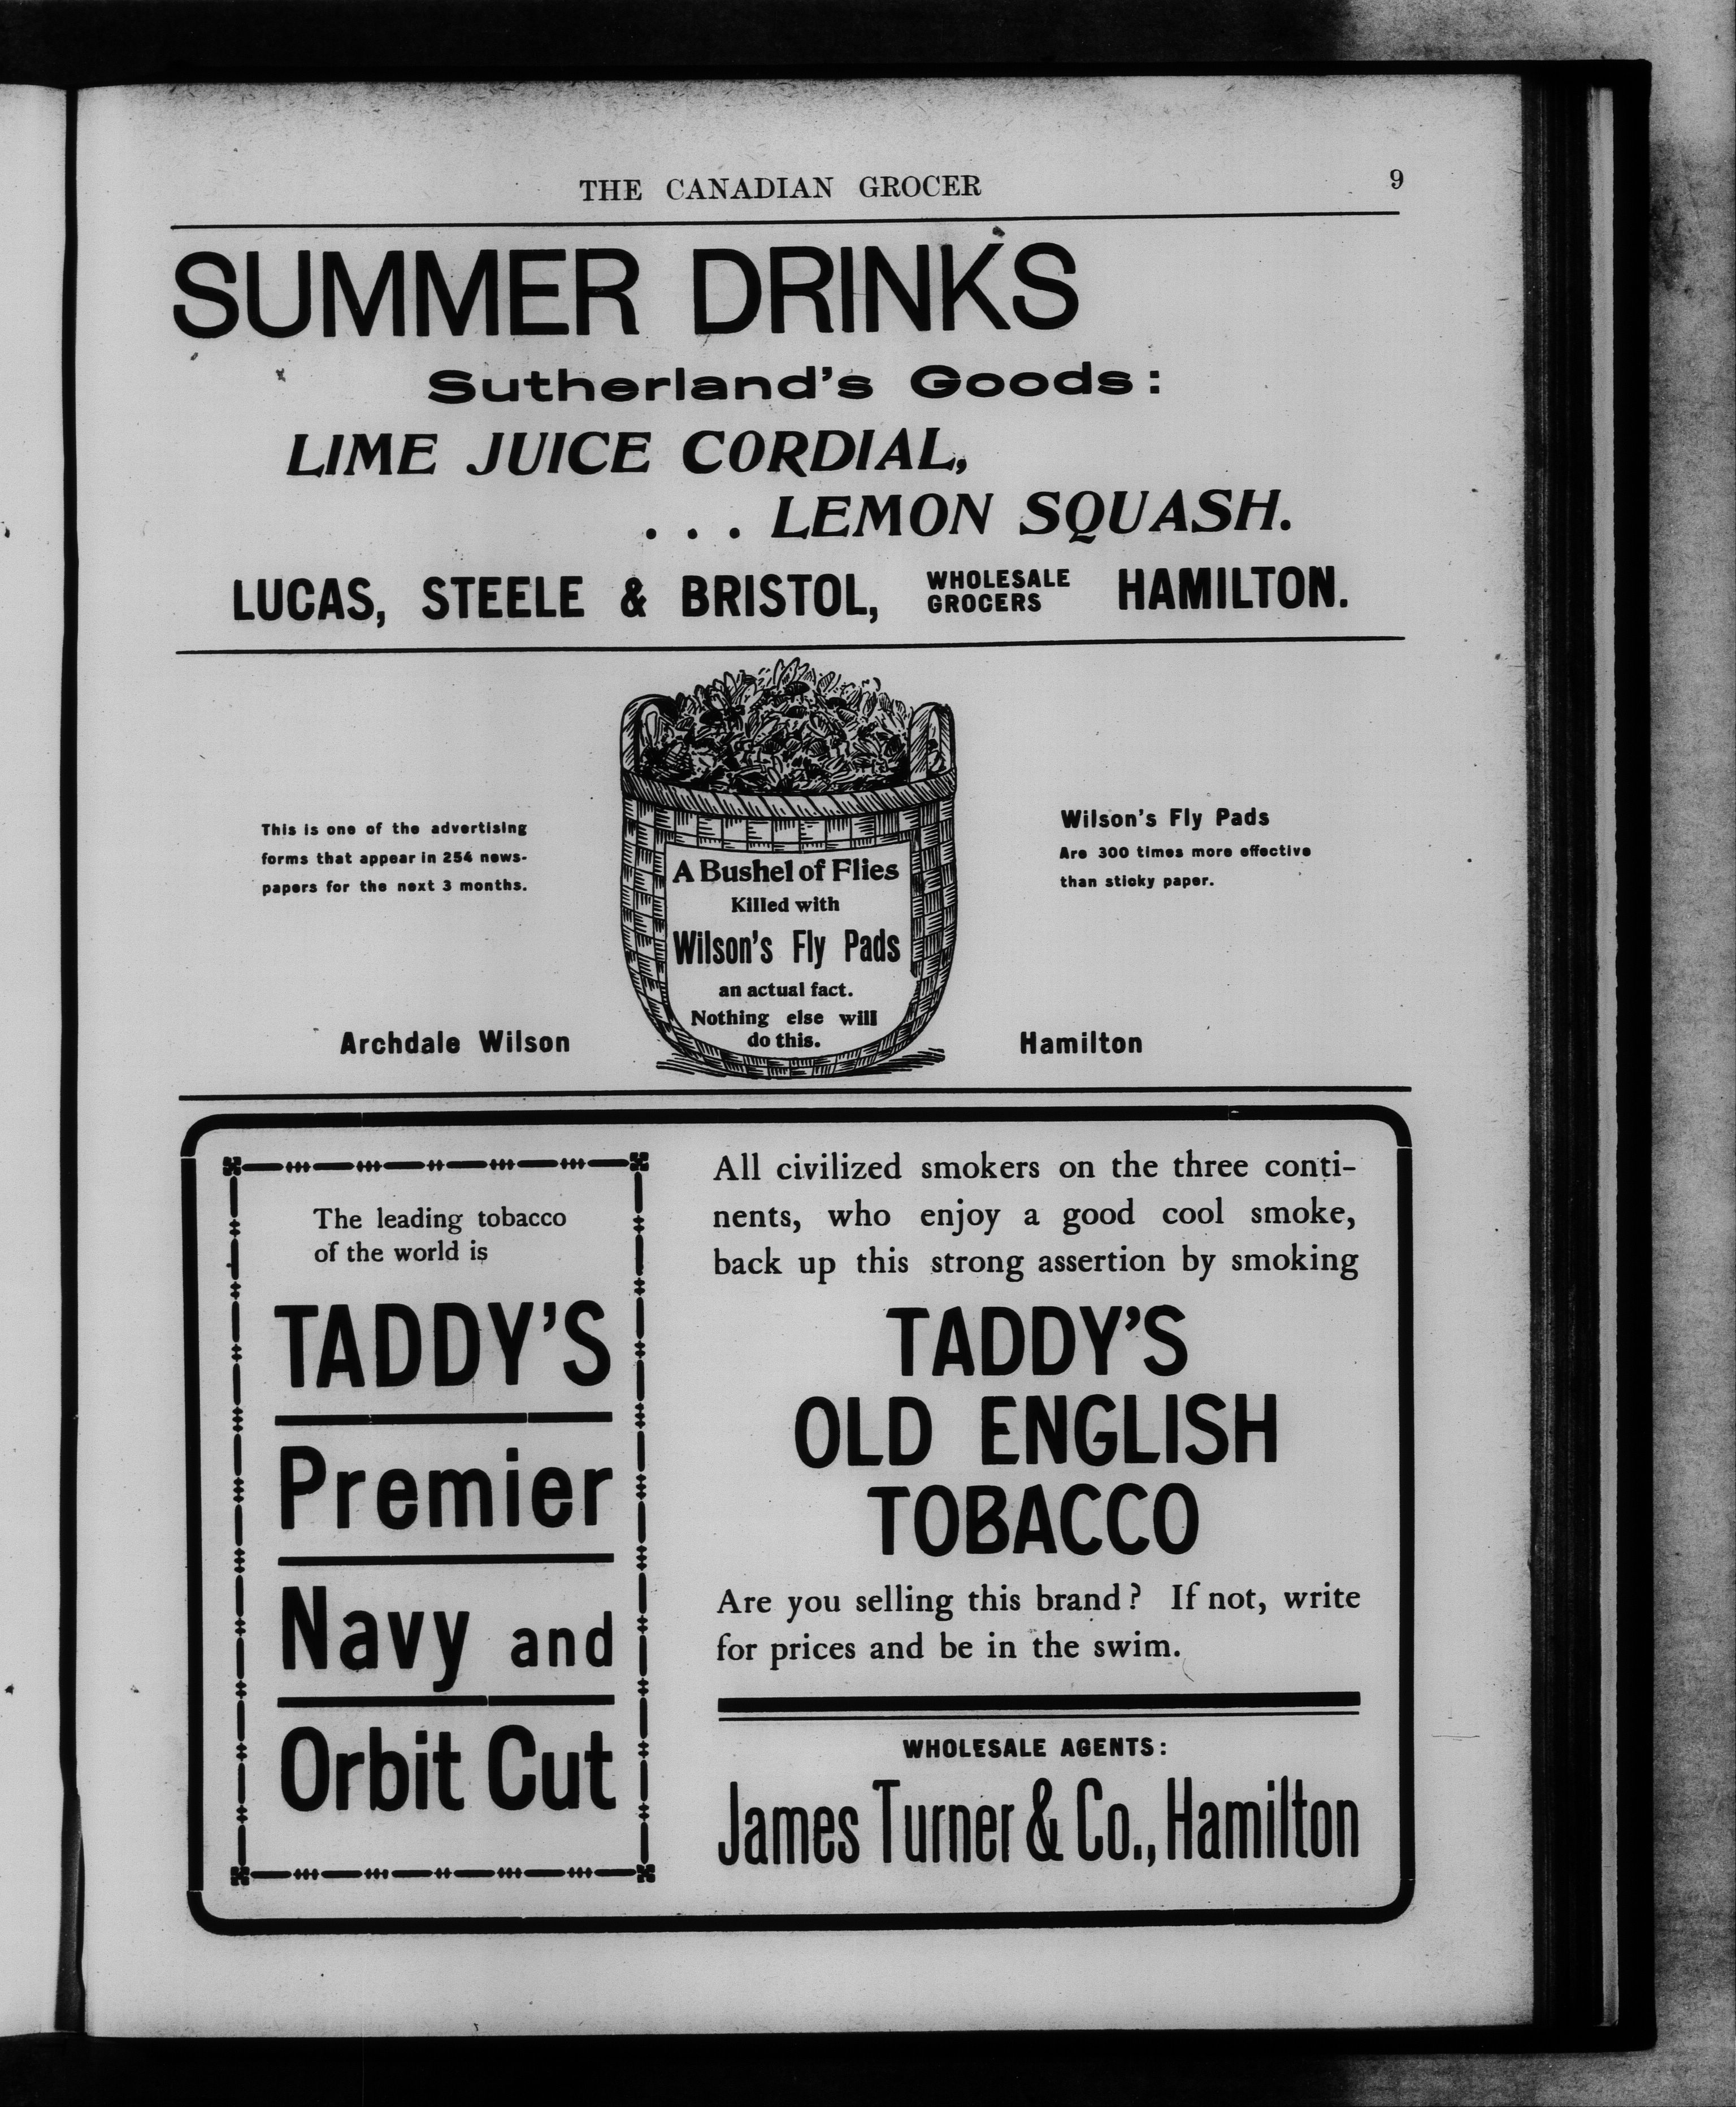 THE CANADIAN GROCER 9
SUMMER DRINKS
Sutherland's Goods:
LIME JUICE CORDIAL,
. . . LEMON SQUASH.
LUCAS, STEELE & BRISTOL, WHOLESALE GROCERS HAMILTON.
This is one of the advertising
forms that appear in 254 news-
papers for the next 3 months.
Archdale Wilson
A Bushel of Flies
Killed with
Wilson's Fly Pads
an actual fact.
Nothing else will
do this.
Wilson's Fly Pads
Are 300 times more effective
than sticky paper.
Hamilton
The leading tobacco
of the world is
TADDY'S
Premier
Navy and
Orbit Cut
All civilized smokers on the three conti-
nents, who enjoy a good cool smoke,
back up this strong assertion by smoking
TADDY'S
OLD ENGLISH
TOBACCO
Are you selling this brand? If not, write
for prices and be in the swim.
WHOLESALE AGENTS:
James Turner & Co., Hamilton